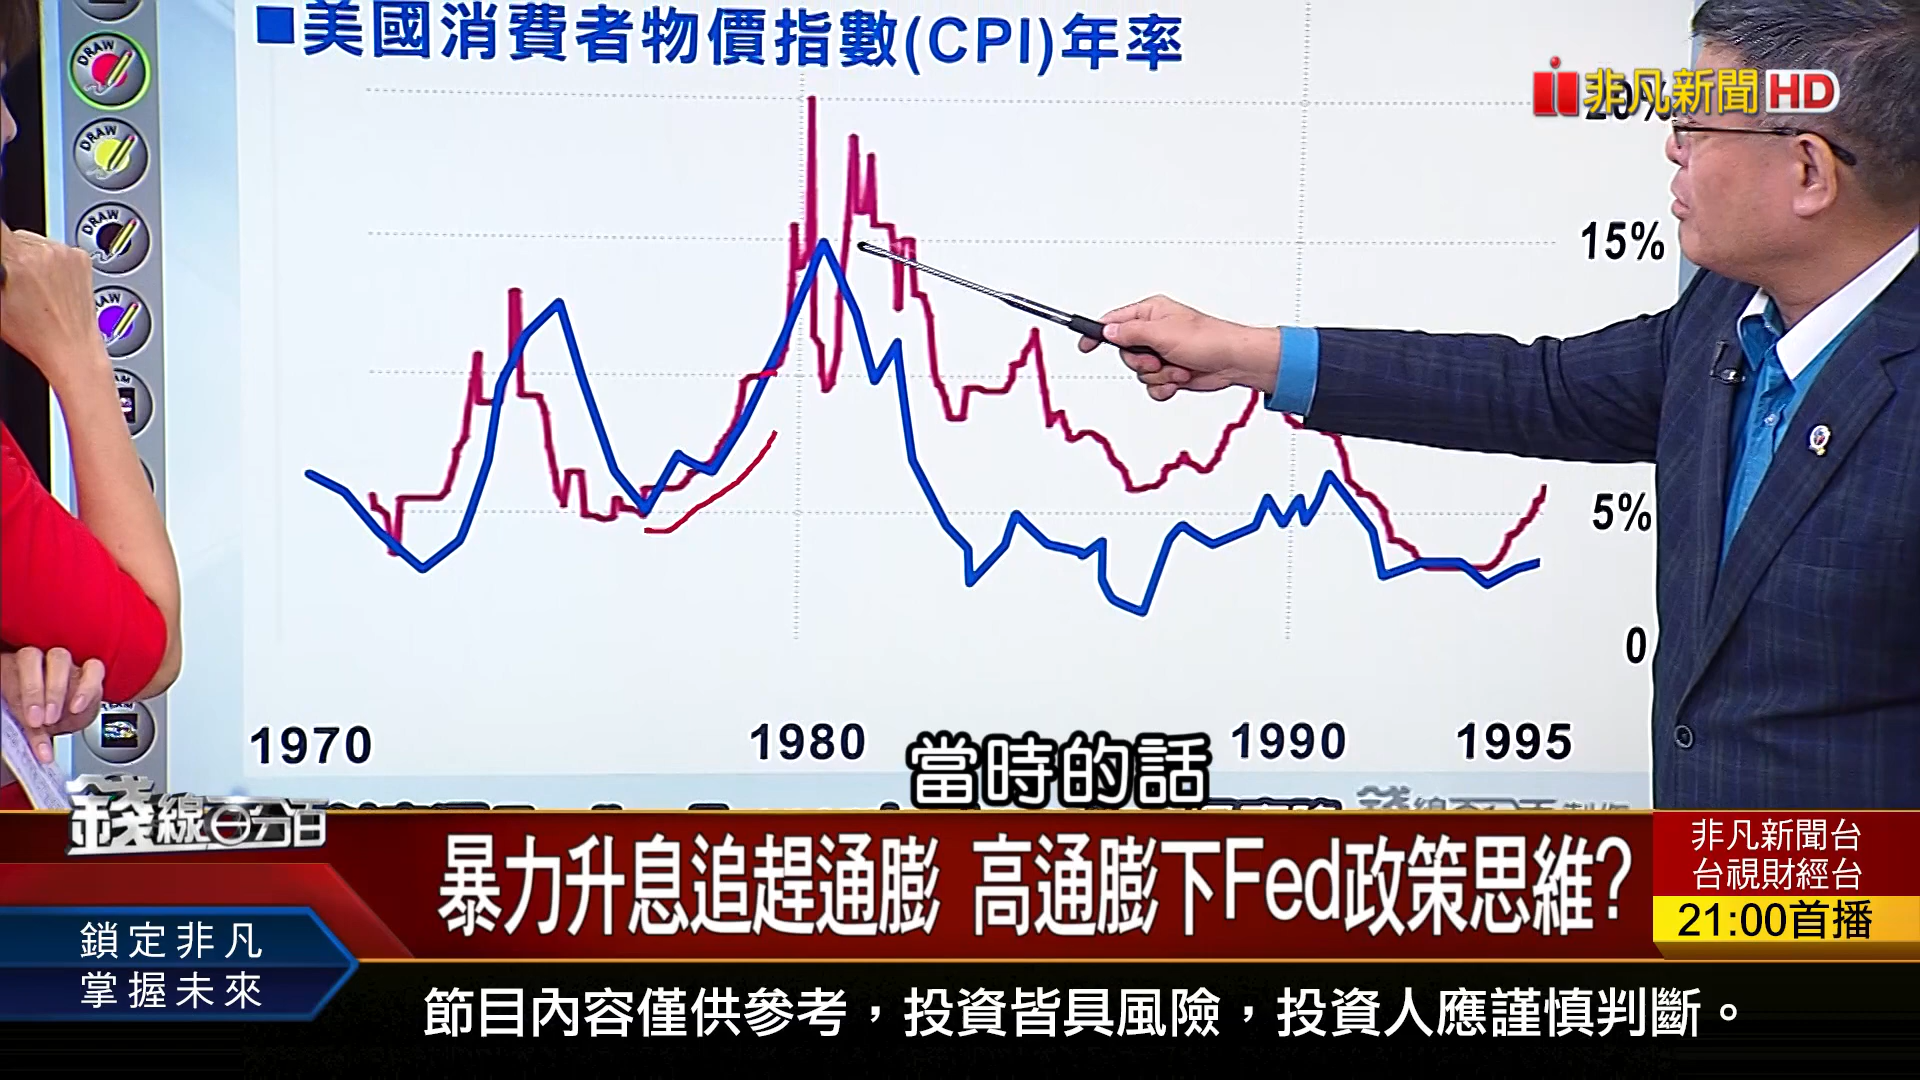 ■美國消費者物價指數(CPI)年率
非凡新聞HD
20%
15%
5%
0
1970
1980
1990
1995
DRAW
DRAW
DRAW
當時的話
錢線百分百
暴力升息追趕通膨 高通膨下Fed政策思維?
非凡新聞台
台視財經台
21:00首播
鎖定非凡
掌握未來
節目內容僅供參考，投資皆具風險，投資人應謹慎判斷。